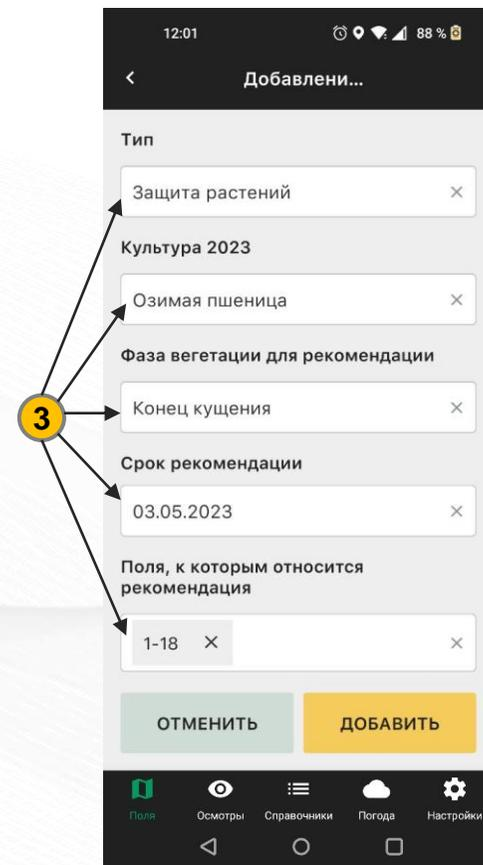 12:01 88 %
Добавлени...
Тип
Защита растений
Культура 2023
Озимая пшеница
Фаза вегетации для рекомендации
Конец кущения
3
Срок рекомендации
03.05.2023
Поля, к которым относится
рекомендация
1-18
ОТМЕНИТЬ ДОБАВИТЬ
Поля Осмотры Справочники Погода Настройки